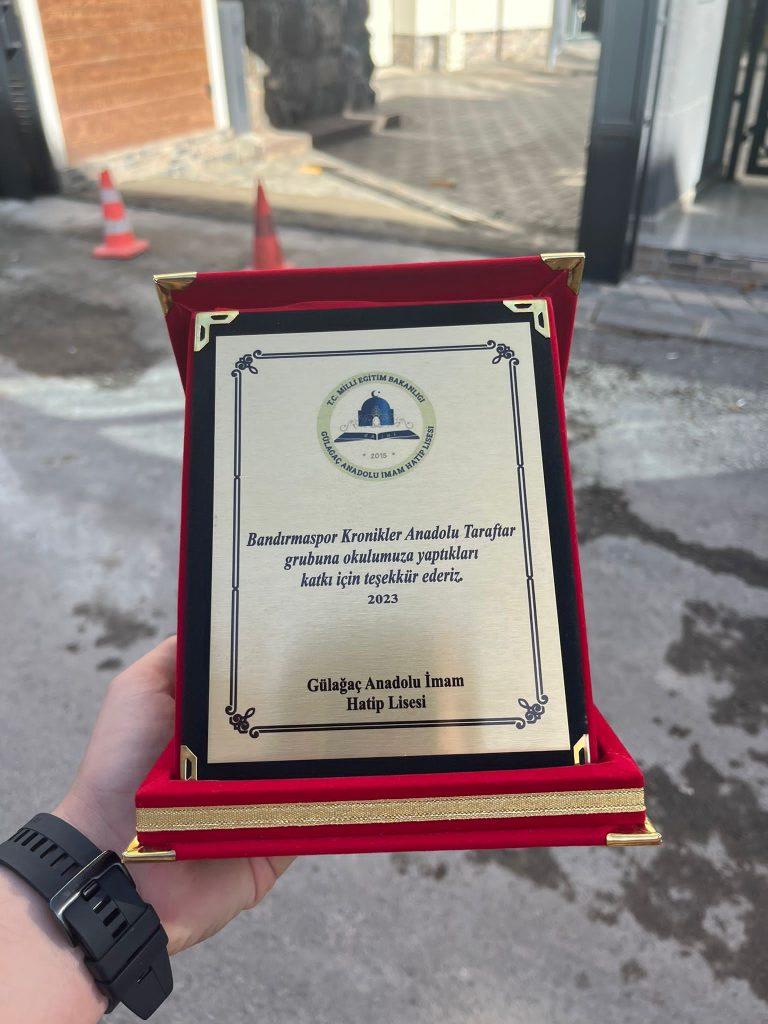 T.C. MİLLİ EĞİTİM BAKANLIĞI
GÜLAĞAÇ ANADOLU İMAM HATİP LİSESİ
* 2015 *
Bandırmaspor Kronikler Anadolu Taraftar
grubuna okulumuza yaptıkları
katkı için teşekkür ederiz.
2023
Gülağaç Anadolu İmam
Hatip Lisesi